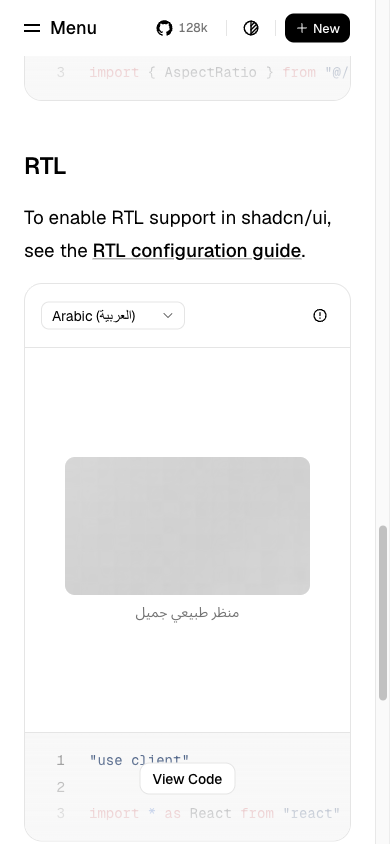 Menu
128k
+ New
3 import { AspectRatio } from "@/
RTL
To enable RTL support in shadcn/ui,
see the RTL configuration guide.
Arabic (العربية)
منظر طبيعي جميل
1 "use client"
View Code
2
3 import * as React from "react"